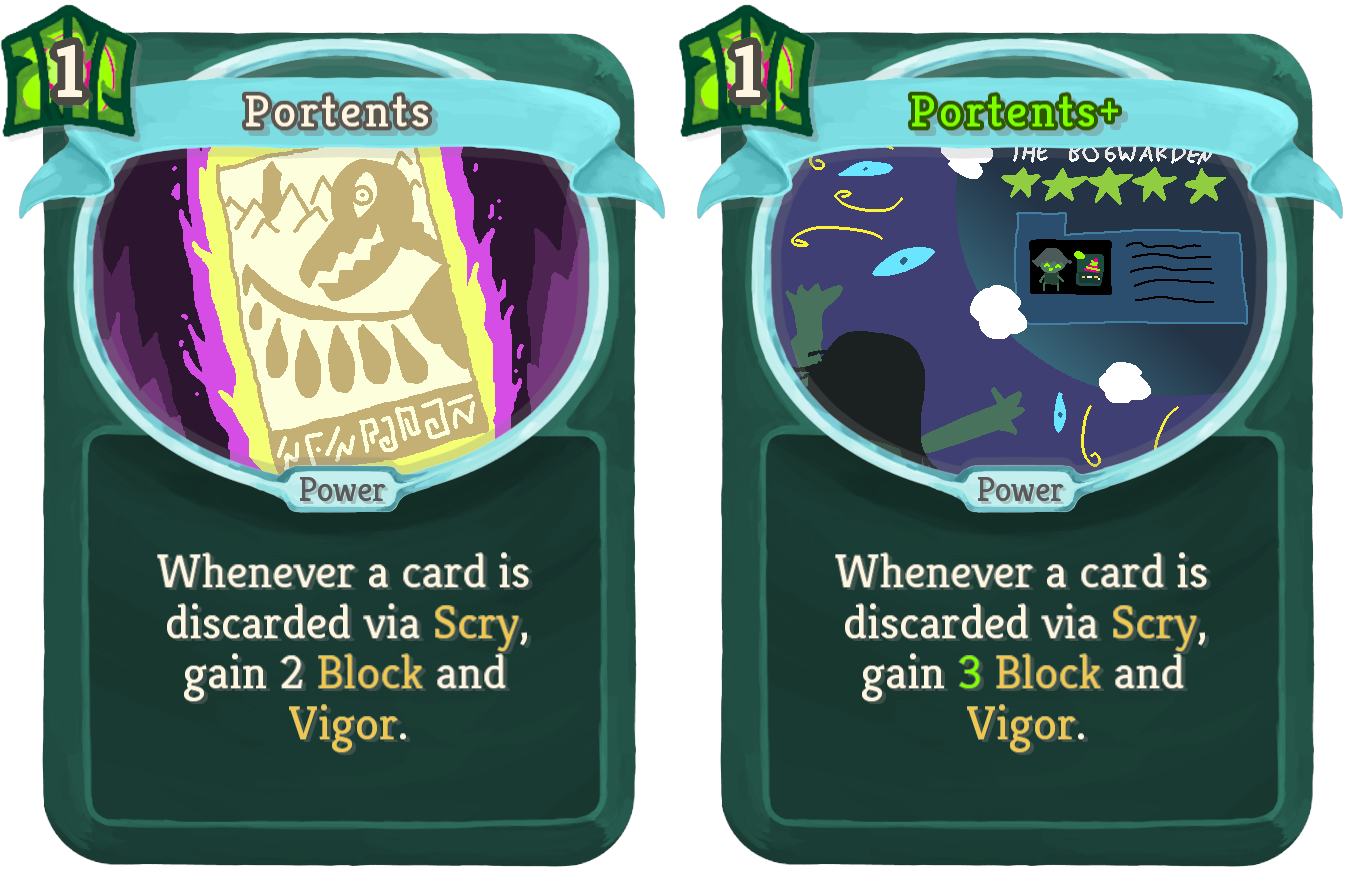 1
Portents
Power
Whenever a card is
discarded via Scry,
gain 2 Block and
Vigor.
1
Portents+
THE BOGWARDEN
Power
Whenever a card is
discarded via Scry,
gain 3 Block and
Vigor.